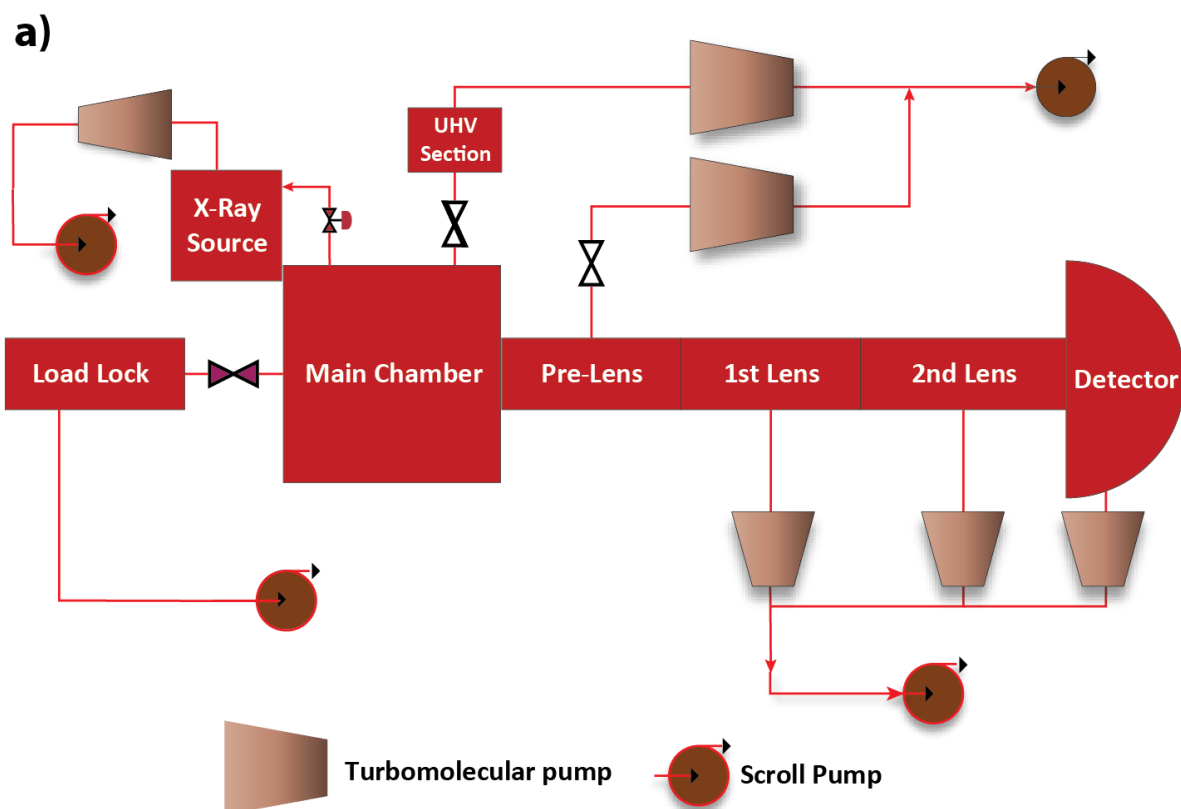 a)
UHV
Section
X-Ray
Source
Load Lock
Main Chamber
Pre-Lens
1st Lens
2nd Lens
Detector
Turbomolecular pump
Scroll Pump